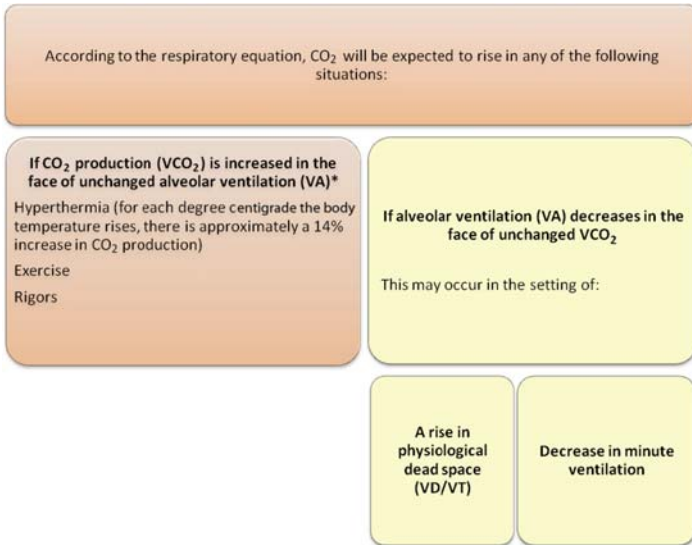 According to the respiratory equation, CO₂ will be expected to rise in any of the following
situations:
If CO₂ production (VCO₂) is increased in the
face of unchanged alveolar ventilation (VA)*
Hyperthermia (for each degree centigrade the body
temperature rises, there is approximately a 14%
increase in CO₂ production)
Exercise
Rigors
If alveolar ventilation (VA) decreases in the
face of unchanged VCO₂
This may occur in the setting of:
A rise in
physiological
dead space
(VD/VT)
Decrease in minute
ventilation